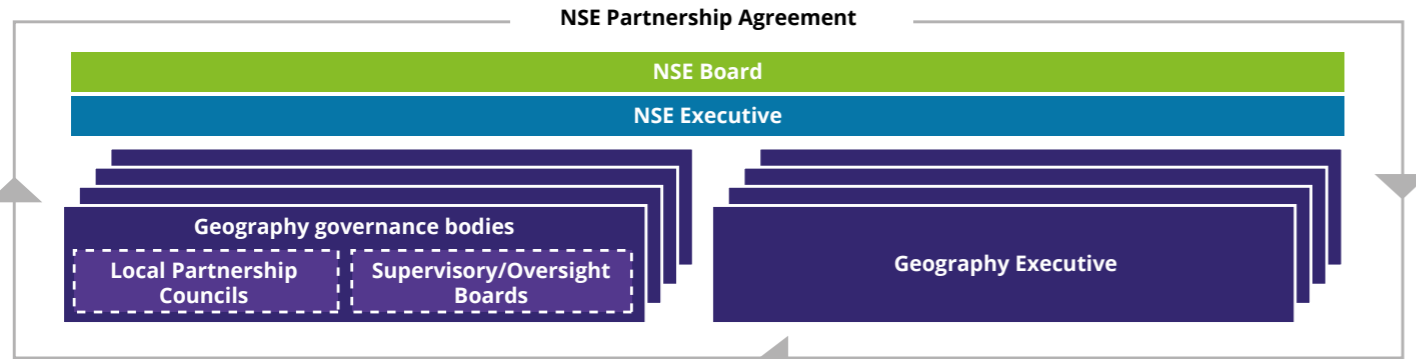 NSE Partnership Agreement
NSE Board
NSE Executive
Geography governance bodies
Local Partnership
Councils
Supervisory/Oversight
Boards
Geography Executive